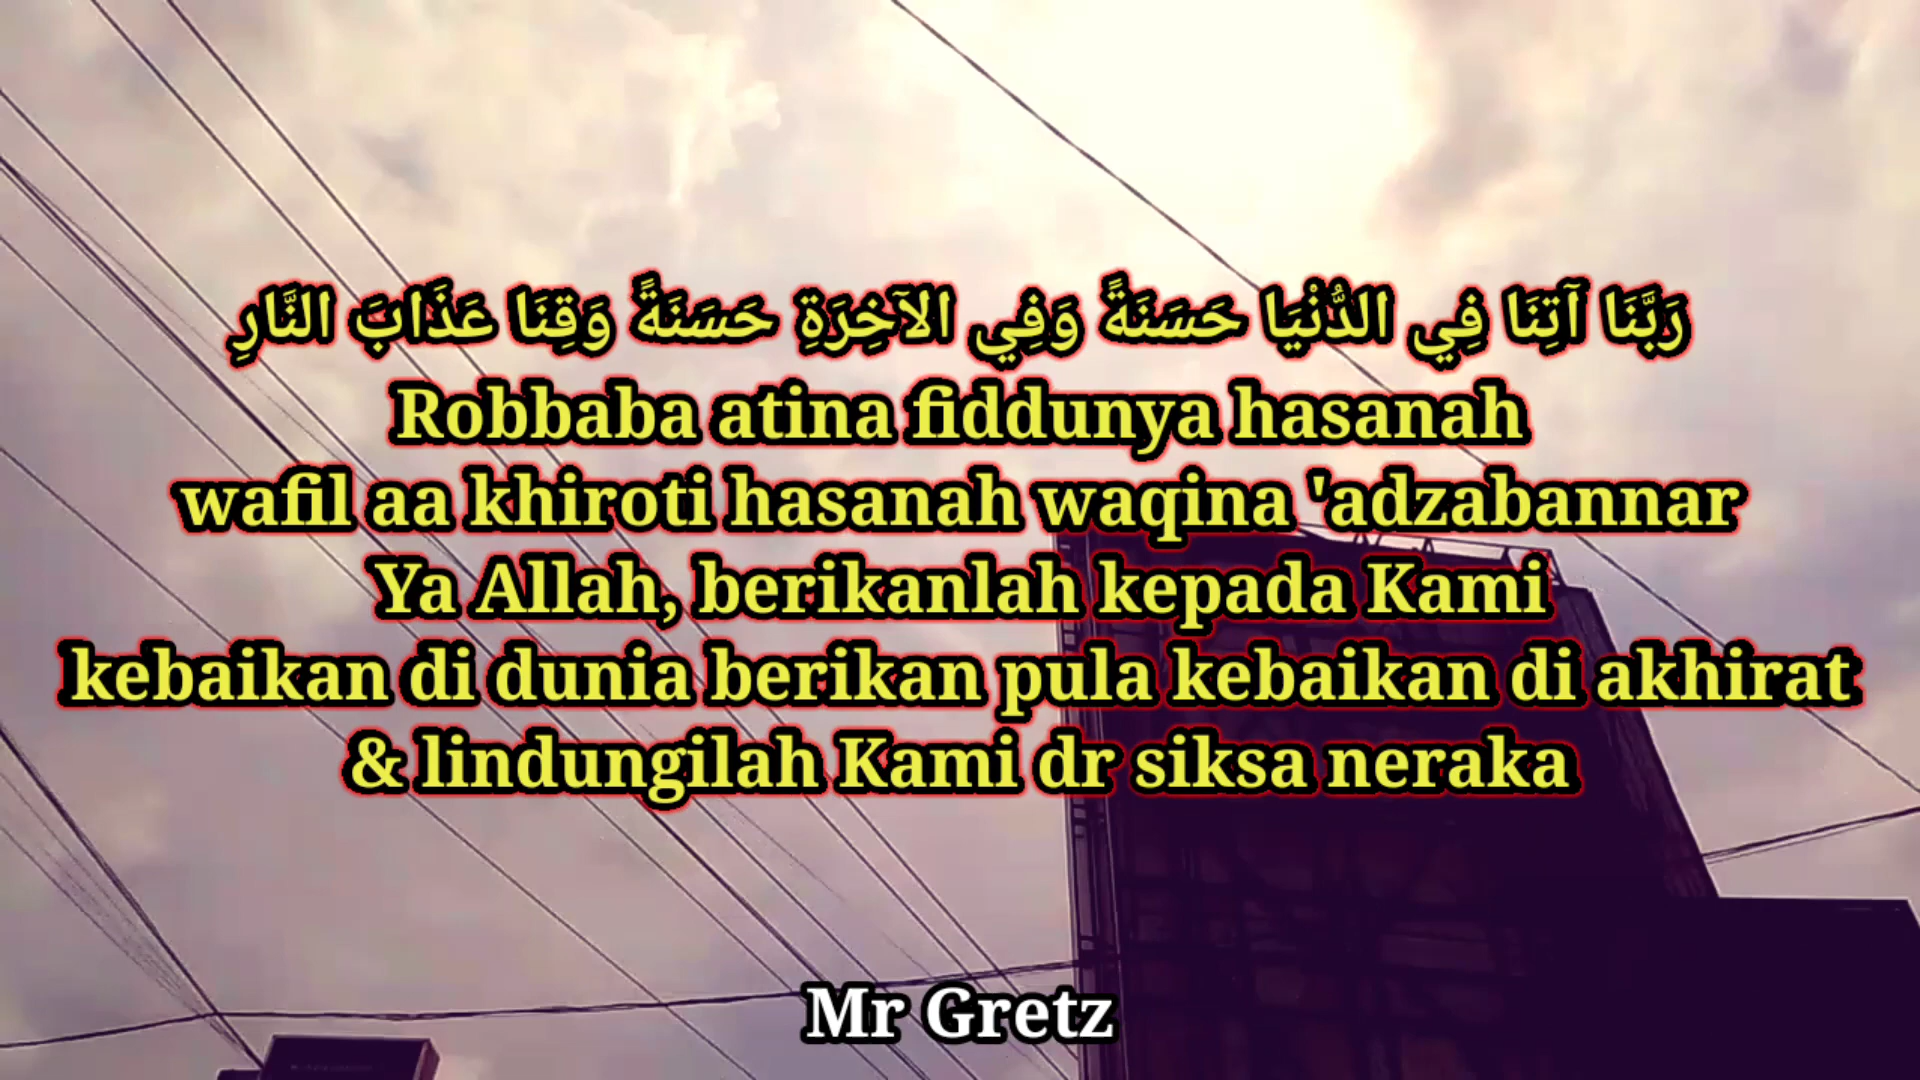 رَبَّنَا آتِنَا فِي الدُّنْيَا حَسَنَةً وَفِي الآخِرَةِ حَسَنَةً وَقِنَا عَذَابَ النَّارِ
Robbaba atina fiddunya hasanah
wafil aa khiroti hasanah waqina 'adzabannar
Ya Allah, berikanlah kepada Kami
kebaikan di dunia berikan pula kebaikan di akhirat
& lindungilah Kami dr siksa neraka
Mr Gretz